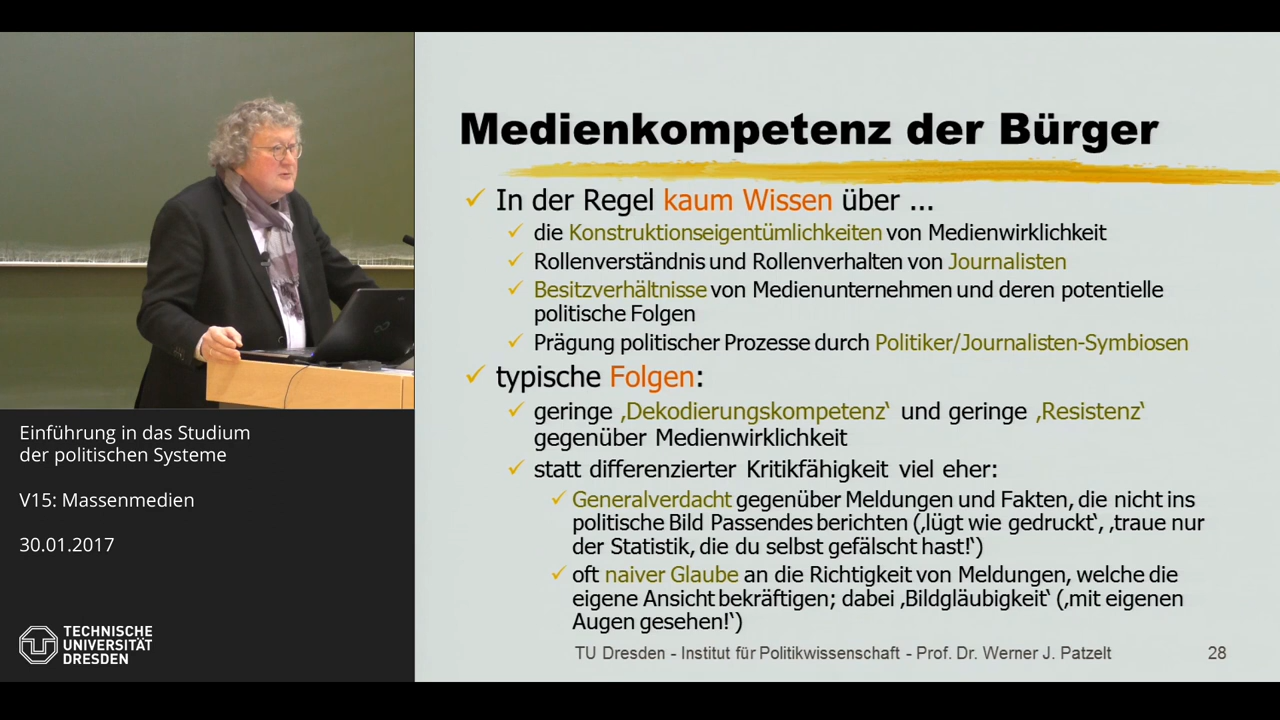 Medienkompetenz der Bürger
In der Regel kaum Wissen über ...
die Konstruktionseigentümlichkeiten von Medienwirklichkeit
Rollenverständnis und Rollenverhalten von Journalisten
Besitzverhältnisse von Medienunternehmen und deren potentielle
politische Folgen
Prägung politischer Prozesse durch Politiker/Journalisten-Symbiosen
typische Folgen:
geringe ‚Dekodierungskompetenz‘ und geringe ‚Resistenz‘
gegenüber Medienwirklichkeit
statt differenzierter Kritikfähigkeit viel eher:
Generalverdacht gegenüber Meldungen und Fakten, die nicht ins
politische Bild Passendes berichten (‚lügt wie gedruckt‘, ‚traue nur
der Statistik, die du selbst gefälscht hast!‘)
oft naiver Glaube an die Richtigkeit von Meldungen, welche die
eigene Ansicht bekräftigen; dabei ‚Bildgläubigkeit‘ (‚mit eigenen
Augen gesehen!‘)
TU Dresden - Institut für Politikwissenschaft - Prof. Dr. Werner J. Patzelt 28
Einführung in das Studium
der politischen Systeme
V15: Massenmedien
30.01.2017
TECHNISCHE
UNIVERSITÄT
DRESDEN